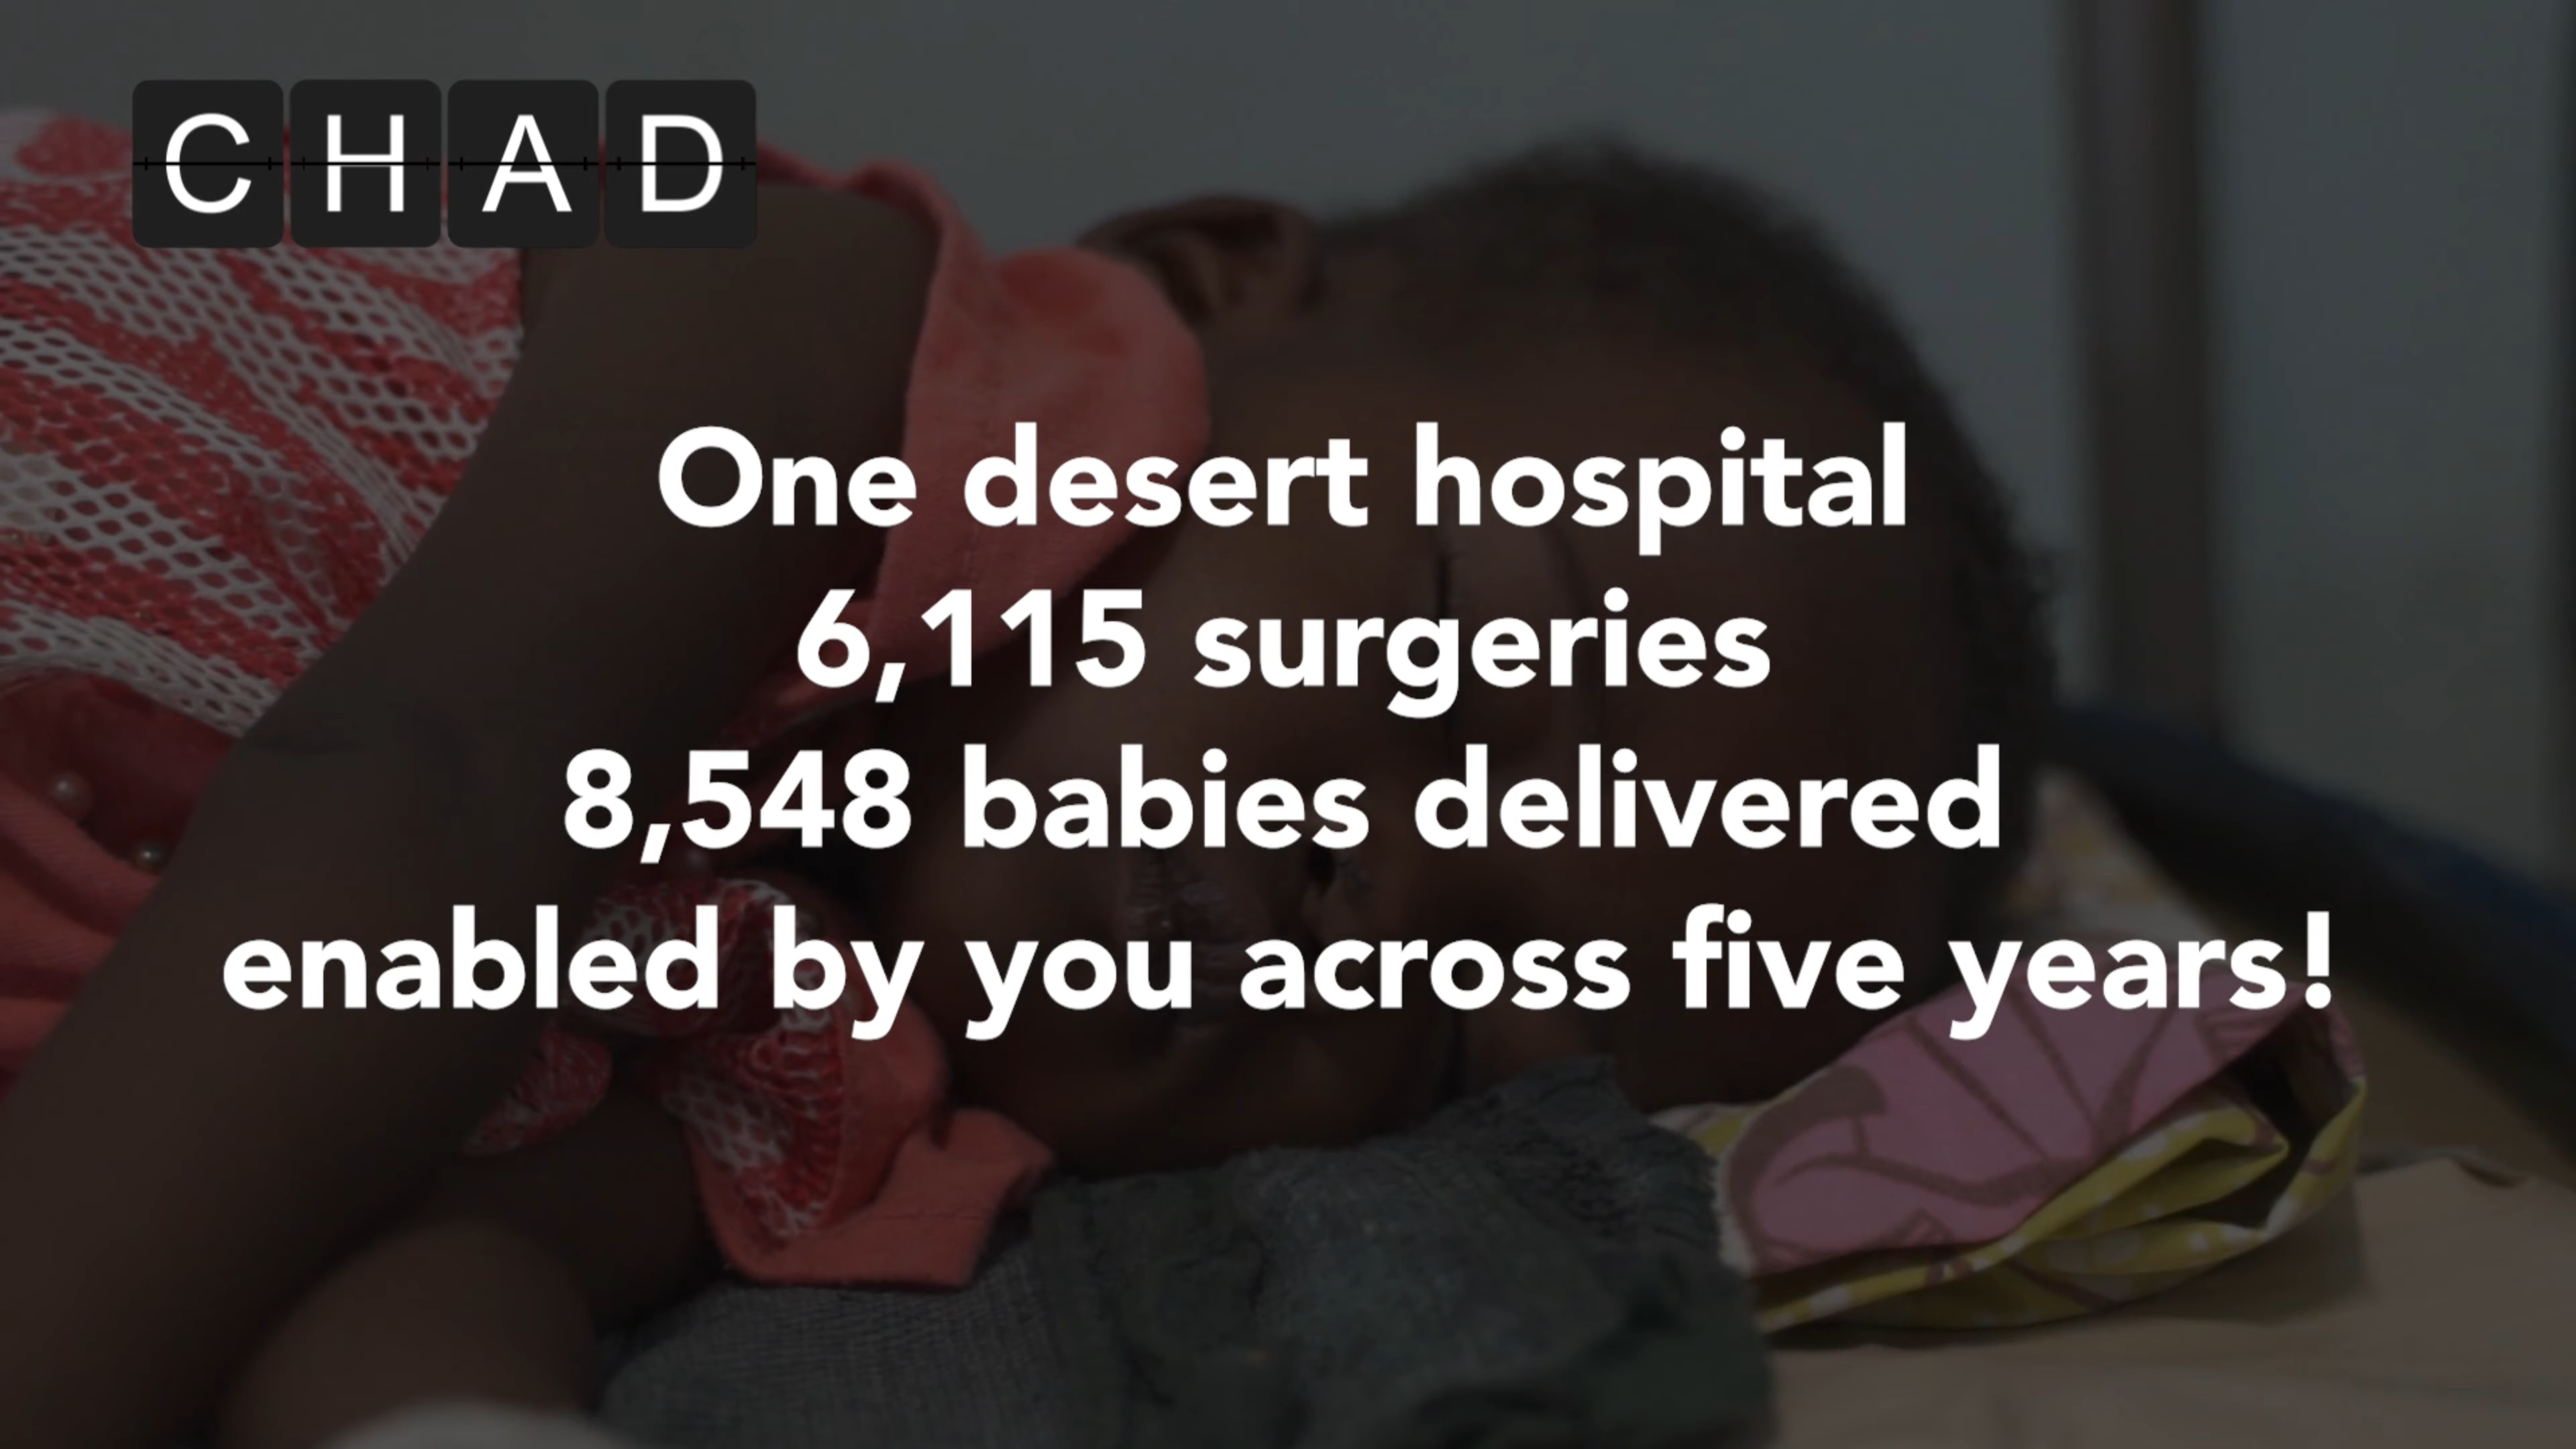 CHAD
One desert hospital
6,115 surgeries
8,548 babies delivered
enabled by you across five years!